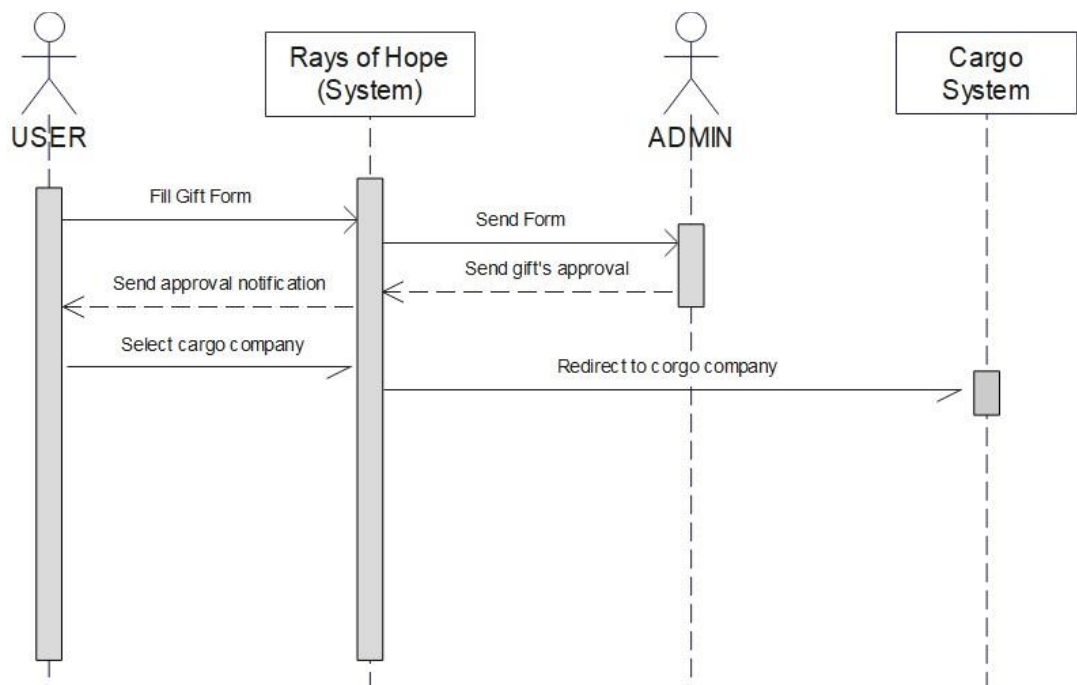 Rays of Hope
(System)
Cargo
System
USER
ADMIN
Fill Gift Form
Send Form
Send gift's approval
Send approval notification
Select cargo company
Redirect to corgo company